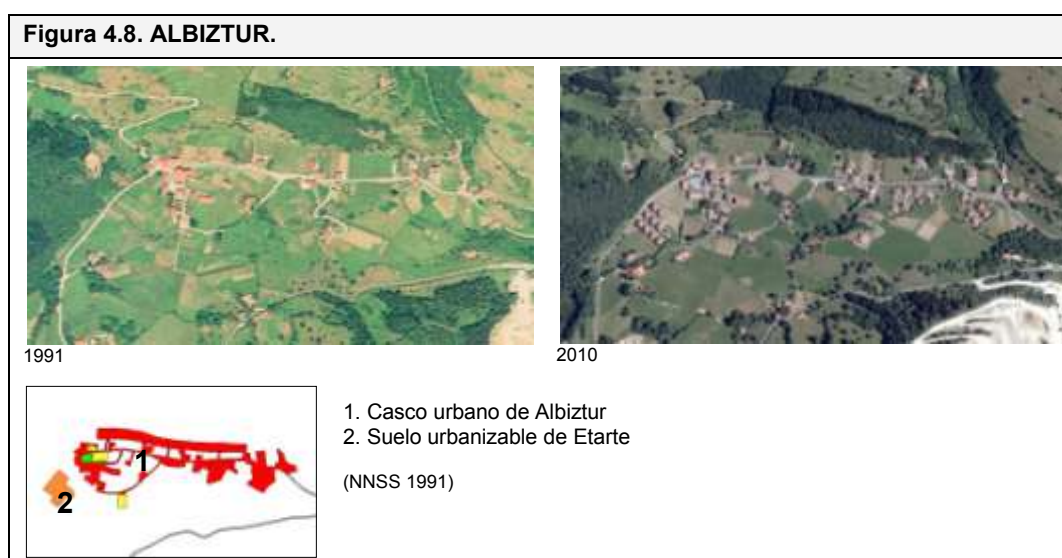 Figura 4.8. ALBIZTUR.
1991
2010
1
2
1. Casco urbano de Albiztur
2. Suelo urbanizable de Etarte
(NNSS 1991)